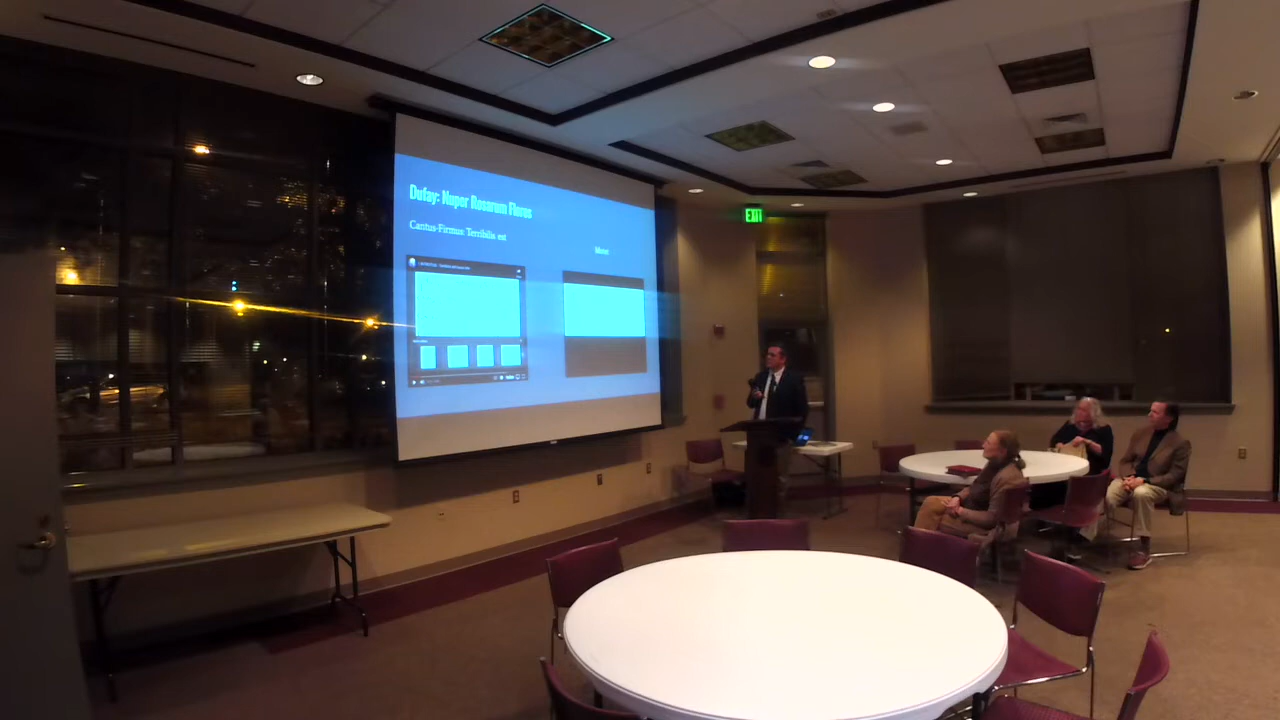 Dufay: Nuper Rosarum Flores
Cantus-Firmus: Terribilis est
Motet
EXIT